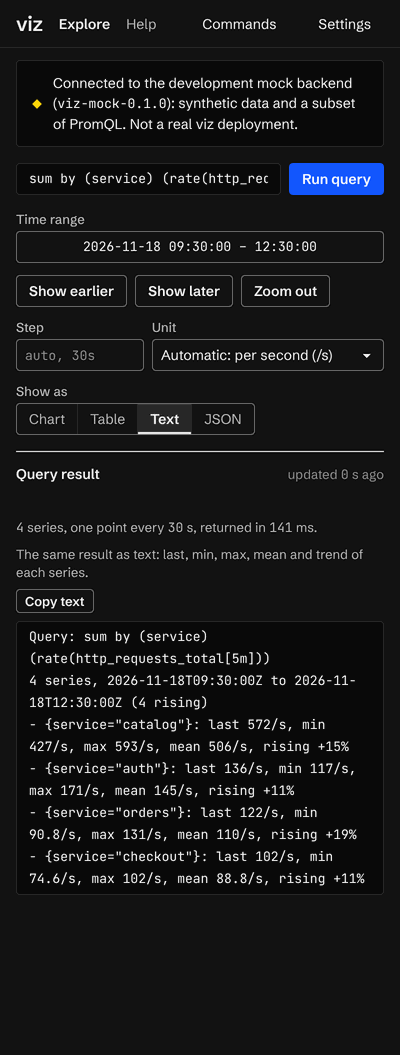 viz Explore Help Commands Settings
Connected to the development mock backend
(viz-mock-0.1.0): synthetic data and a subset
of PromQL. Not a real viz deployment.
sum by (service) (rate(http_rec Run query
Time range
2026-11-18 09:30:00 – 12:30:00
Show earlier Show later Zoom out
Step Unit
auto, 30s Automatic: per second (/s)
Show as
Chart Table Text JSON
Query result updated 0 s ago
4 series, one point every 30 s, returned in 141 ms.
The same result as text: last, min, max, mean and trend of
each series.
Copy text
Query: sum by (service)
(rate(http_requests_total[5m]))
4 series, 2026-11-18T09:30:00Z to 2026-11-
18T12:30:00Z (4 rising)
- {service="catalog"}: last 572/s, min
427/s, max 593/s, mean 506/s, rising +15%
- {service="auth"}: last 136/s, min 117/s,
max 171/s, mean 145/s, rising +11%
- {service="orders"}: last 122/s, min
90.8/s, max 131/s, mean 110/s, rising +19%
- {service="checkout"}: last 102/s, min
74.6/s, max 102/s, mean 88.8/s, rising +11%